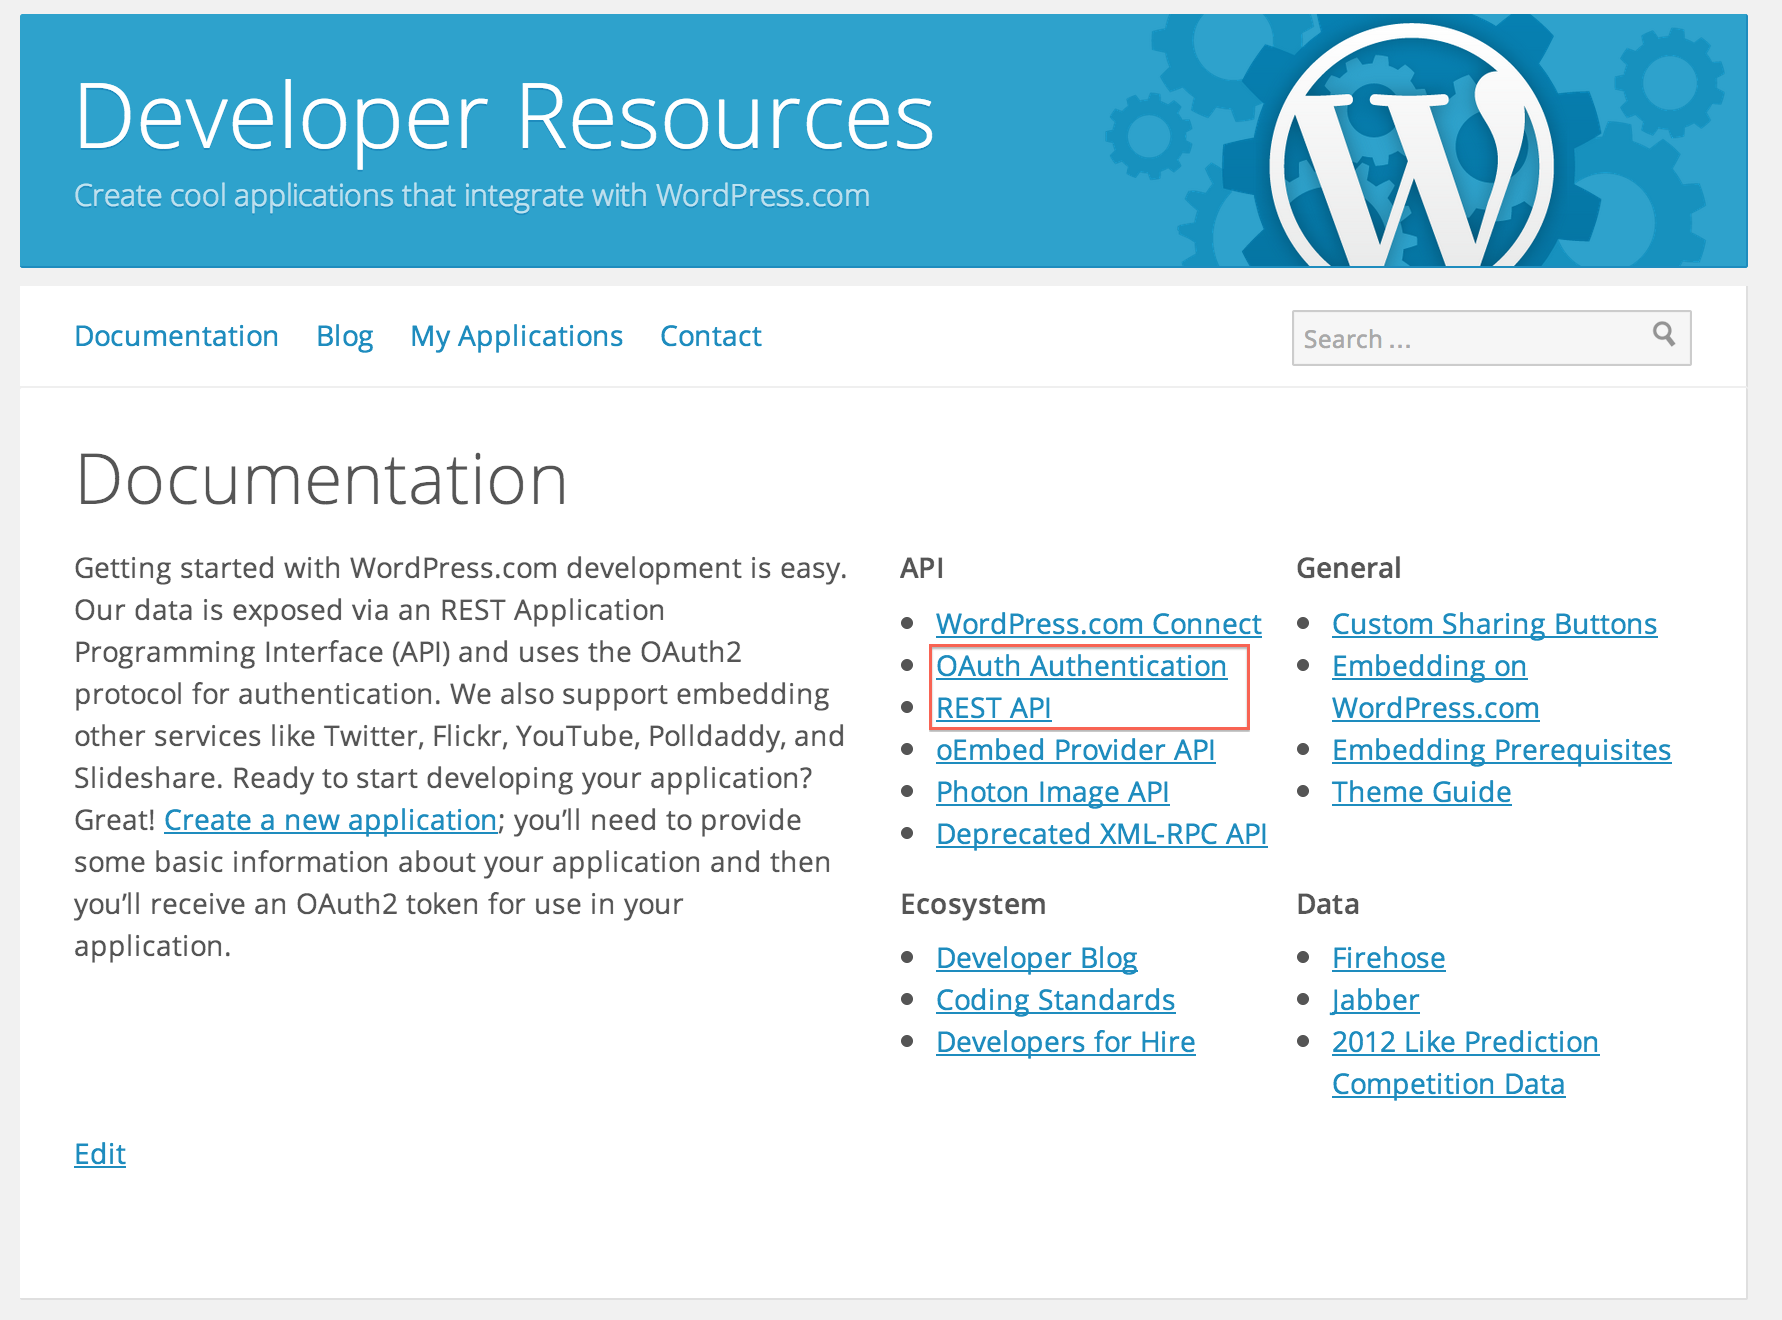 Developer Resources
Create cool applications that integrate with WordPress.com
Documentation Blog My Applications Contact
Search ...
Documentation
Getting started with WordPress.com development is easy.
Our data is exposed via an REST Application
Programming Interface (API) and uses the OAuth2
protocol for authentication. We also support embedding
other services like Twitter, Flickr, YouTube, Polldaddy, and
Slideshare. Ready to start developing your application?
Great! Create a new application; you’ll need to provide
some basic information about your application and then
you’ll receive an OAuth2 token for use in your
application.
API
WordPress.com Connect
OAuth Authentication
REST API
oEmbed Provider API
Photon Image API
Deprecated XML-RPC API
General
Custom Sharing Buttons
Embedding on
WordPress.com
Embedding Prerequisites
Theme Guide
Ecosystem
Developer Blog
Coding Standards
Developers for Hire
Data
Firehose
Jabber
2012 Like Prediction
Competition Data
Edit